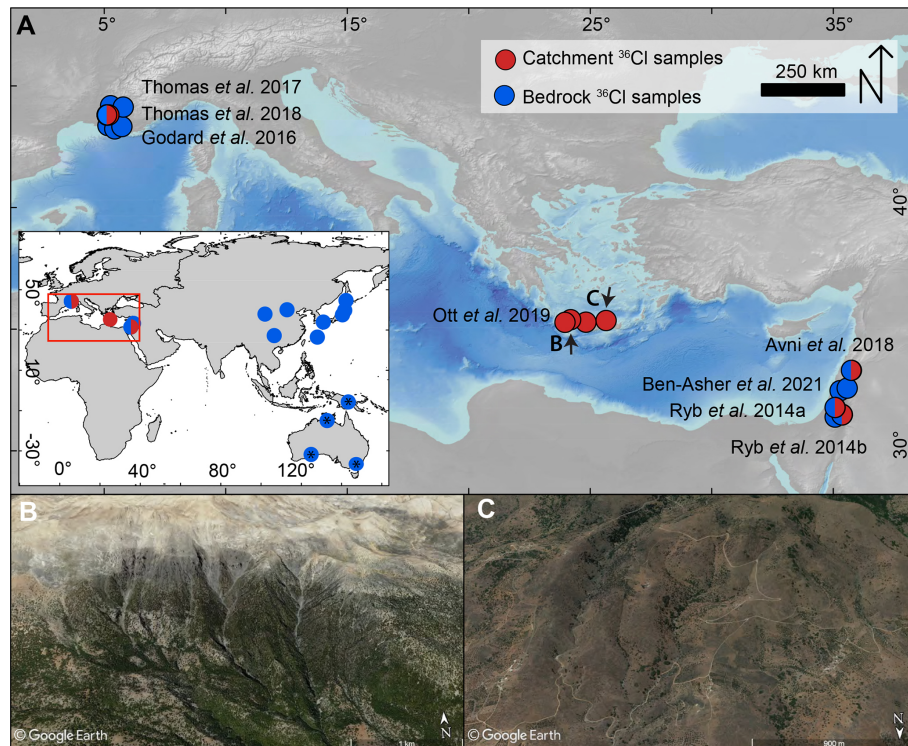 A
5°
15°
25°
35°
Thomas et al. 2017
Thomas et al. 2018
Godard et al. 2016
Catchment ³⁶Cl samples
Bedrock ³⁶Cl samples
250 km
N
40°
30°
Ott et al. 2019
B
C
Avni et al. 2018
Ben-Asher et al. 2021
Ryb et al. 2014a
Ryb et al. 2014b
50°
10°
-30°
0°
40°
80°
120°
* * * *
B
© Google Earth
N
1 km
C
© Google Earth
N
900 m